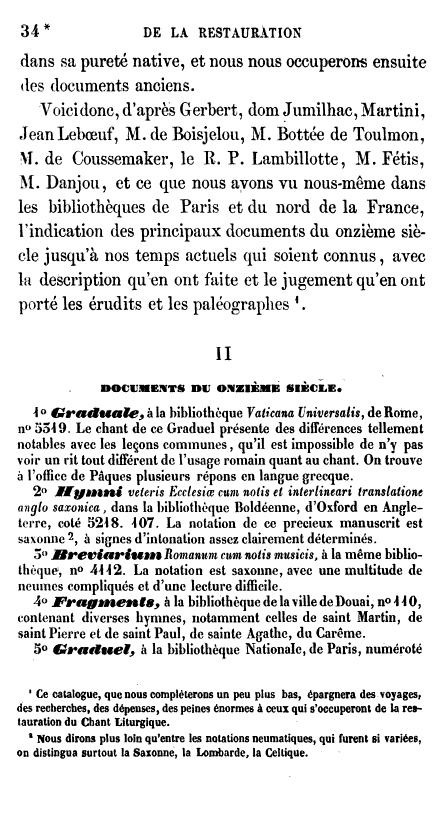 34* DE LA RESTAURATION
dans sa pureté native, et nous nous occuperons ensuite
des documents anciens.
Voici donc, d'après Gerbert, dom Jumilhac, Martini,
Jean Lebœuf, M. de Boisjelou, M. Bottée de Toulmon,
M. de Coussemaker, le R. P. Lambillotte, M. Fétis,
M. Danjou, et ce que nous avons vu nous-même dans
les bibliothèques de Paris et du nord de la France,
l'indication des principaux documents du onzième siè-
cle jusqu'à nos temps actuels qui soient connus, avec
la description qu'en ont faite et le jugement qu'en ont
porté les érudits et les paléographes ¹.
II
DOCUMENTS DU ONZIÈME SIÈCLE.
1º Graduale, à la bibliothèque Vaticana Universalis, de Rome,
nº 5319. Le chant de ce Graduel présente des différences tellement
notables avec les leçons communes, qu'il est impossible de n'y pas
voir un rit tout différent de l'usage romain quant au chant. On trouve
à l'office de Pâques plusieurs répons en langue grecque.
2º Hymni veteris Ecclesiæ cum notis et interlineari translatione
anglo saxonica, dans la bibliothèque Boldéenne, d'Oxford en Angle-
terre, coté 5218. 107. La notation de ce precieux manuscrit est
saxonne ², à signes d'intonation assez clairement déterminés.
3º Breviarium Romanum cum notis musicis, à la même biblio-
thèque, nº 4112. La notation est saxonne, avec une multitude de
neumes compliqués et d'une lecture difficile.
4º Fragments, à la bibliothèque de la ville de Douai, nº 110,
contenant diverses hymnes, notamment celles de saint Martin, de
saint Pierre et de saint Paul, de sainte Agathe, du Carême.
5º Graduel, à la bibliothèque Nationale, de Paris, numéroté
¹ Ce catalogue, que nous complèterons un peu plus bas, épargnera des voyages,
des recherches, des dépenses, des peines énormes à ceux qui s'occuperont de la res-
tauration du Chant Liturgique.
² Nous dirons plus loin qu'entre les notations neumatiques, qui furent si variées,
on distingua surtout la Saxonne, la Lombarde, la Celtique.